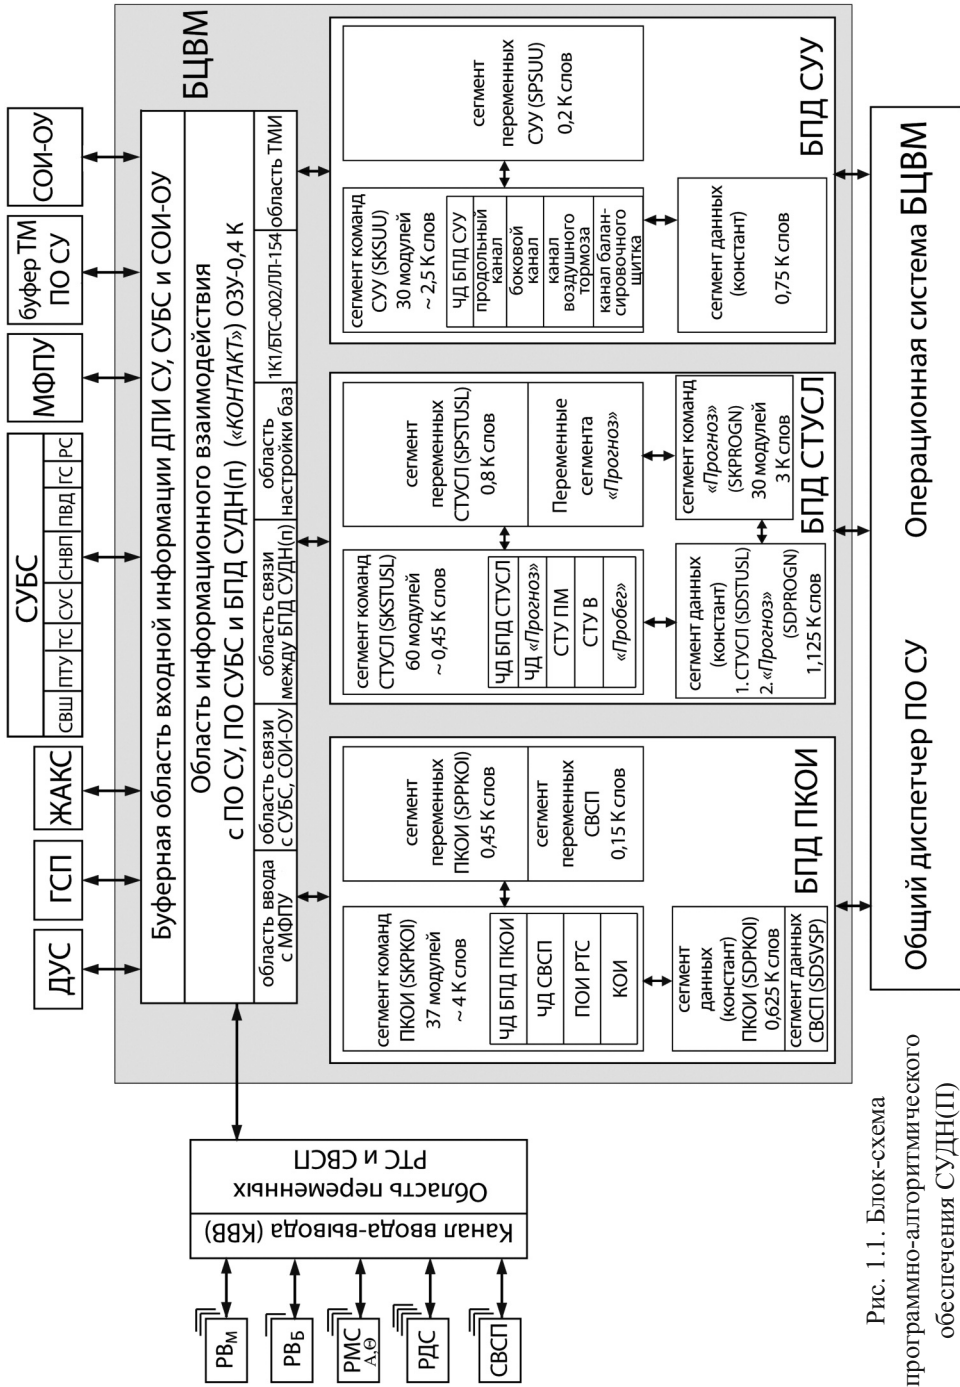 ДУС
ГСП
ЖАКС
СУБС
СВШ
ПТУ
ТС
СУС
СНВП
ПВД
ГС
РС
МФПУ
буфер ТМ
ПО СУ
СОИ-ОУ
БЦВМ
Буферная область входной информации ДПИ СУ, СУБС и СОИ-ОУ
Область информационного взаимодействия
с ПО СУ, ПО СУБС и БПД СУДН(п) («КОНТАКТ») ОЗУ-0,4 К
область ввода
с МФПУ
область связи
с СУБС, СОИ-ОУ
область связи
между БПД СУДН(п)
область
настройки баз
1К1/БТС-002/ЛЛ-154
область ТМИ
РВМ
РВБ
РМС
А,Θ
РДС
СВСП
Канал ввода-вывода (КВВ)
Область переменных
РТС и СВСП
сегмент команд
ПКОИ (SKPKOI)
37 модулей
~ 4 К слов
ЧД БПД ПКОИ
ЧД СВСП
ПОИ РТС
КОИ
сегмент
переменных
ПКОИ (SPPKOI)
0,45 К слов
сегмент
переменных
СВСП
0,15 К слов
сегмент
данных
(констант)
ПКОИ (SDPKOI)
0,625 К слов
сегмент данных
СВСП (SDSVSP)
БПД ПКОИ
сегмент команд
СТУСЛ (SKSTUSL)
60 модулей
~ 0,45 К слов
ЧД БПД СТУСЛ
ЧД «Прогноз»
СТУ ПМ
СТУ В
«Пробег»
сегмент
переменных
СТУСЛ (SPSTUSL)
0,8 К слов
Переменные
сегмента
«Прогноз»
сегмент данных
(констант)
1. СТУСЛ (SDSTUSL)
2. «Прогноз»
(SDPROGN)
1,125 К слов
сегмент команд
«Прогноз»
(SKPROGN)
30 модулей
3 К слов
БПД СТУСЛ
сегмент команд
СУУ (SKSUU)
30 модулей
~ 2,5 К слов
ЧД БПД СУУ
продольный
канал
боковой
канал
канал
воздушного
тормоза
канал балан-
сировочного
щитка
сегмент
переменных
СУУ (SPSUU)
0,2 К слов
сегмент данных
(констант)
0,75 К слов
БПД СУУ
Общий диспетчер ПО СУ
Операционная система БЦВМ
Рис. 1.1. Блок-схема
программно-алгоритмического
обеспечения СУДН(П)